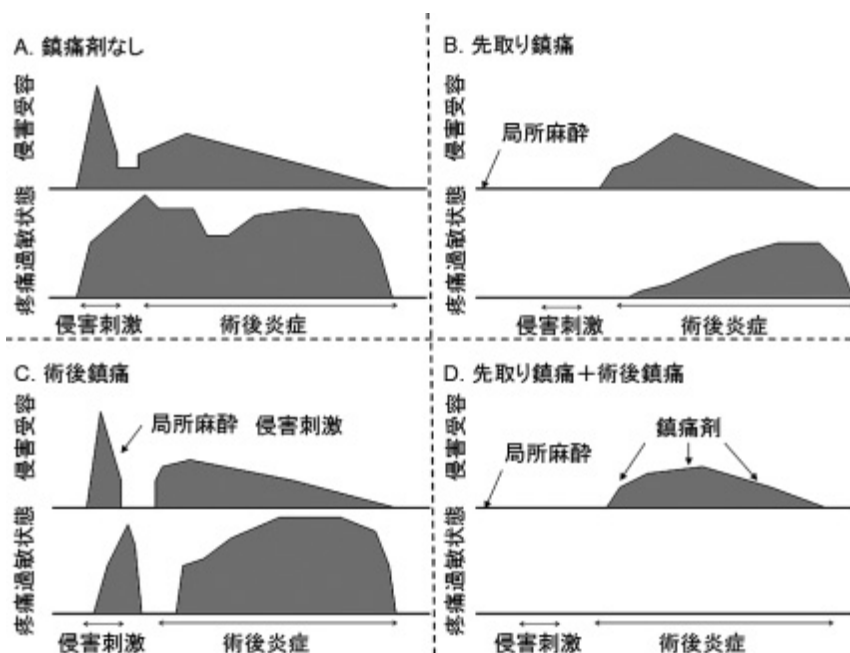 A. 鎮痛剤なし
侵害受容
疼痛過敏状態
侵害刺激
術後炎症
B. 先取り鎮痛
侵害受容
局所麻酔
疼痛過敏状態
侵害刺激
術後炎症
C. 術後鎮痛
侵害受容
局所麻酔 侵害刺激
疼痛過敏状態
侵害刺激
術後炎症
D. 先取り鎮痛＋術後鎮痛
侵害受容
鎮痛剤
局所麻酔
疼痛過敏状態
侵害刺激
術後炎症